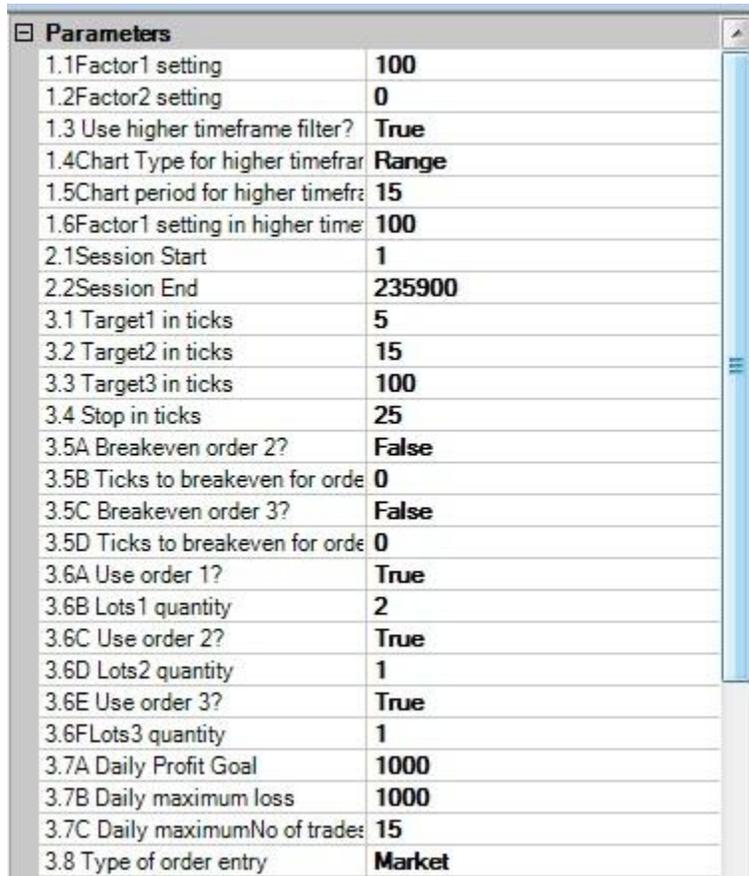 Parameters
1.1Factor1 setting 100
1.2Factor2 setting 0
1.3 Use higher timeframe filter? True
1.4Chart Type for higher timefrar Range
1.5Chart period for higher timefra 15
1.6Factor1 setting in higher time 100
2.1Session Start 1
2.2Session End 235900
3.1 Target1 in ticks 5
3.2 Target2 in ticks 15
3.3 Target3 in ticks 100
3.4 Stop in ticks 25
3.5A Breakeven order 2? False
3.5B Ticks to breakeven for orde 0
3.5C Breakeven order 3? False
3.5D Ticks to breakeven for orde 0
3.6A Use order 1? True
3.6B Lots1 quantity 2
3.6C Use order 2? True
3.6D Lots2 quantity 1
3.6E Use order 3? True
3.6FLots3 quantity 1
3.7A Daily Profit Goal 1000
3.7B Daily maximum loss 1000
3.7C Daily maximumNo of trades 15
3.8 Type of order entry Market